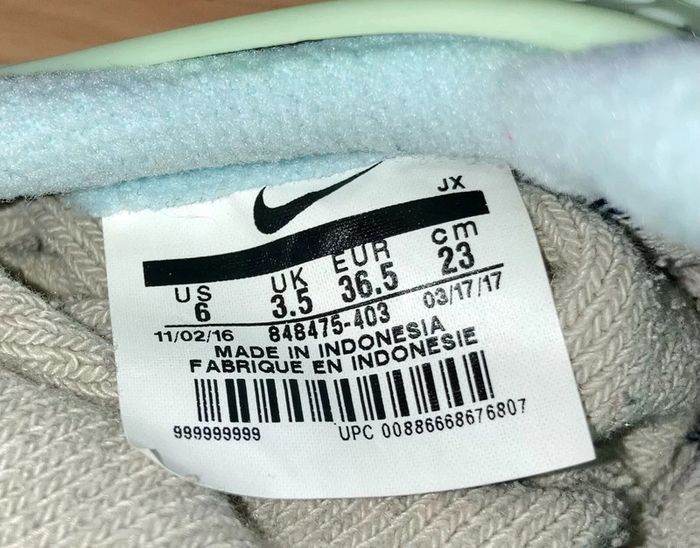 JX
US UK EUR cm
6 3.5 36.5 23
11/02/16 848475-403 03/17/17
MADE IN INDONESIA
FABRIQUE EN INDONESIE
999999999 UPC 00886668676807